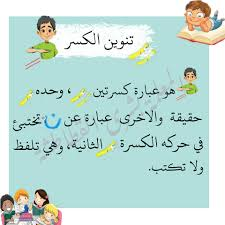 تنوين الكسر
هو عبارة كسرتين ، وحده
حقيقة والاخرى عبارة عن ن تختبئ
في حركه الكسرة الثانية، وهي تلفظ
ولا تكتب.